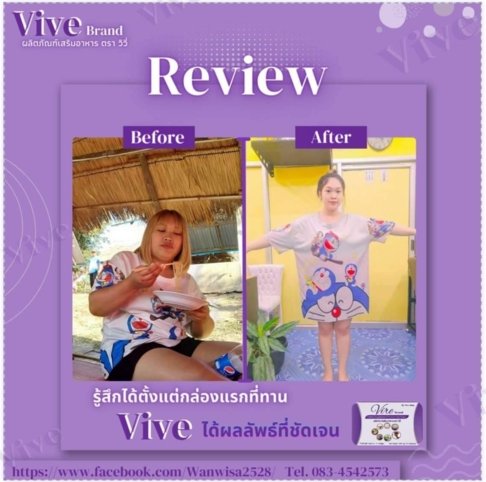 Vive Brand
ผลิตภัณฑ์เสริมอาหาร ตรา วีวี่
Review
Before
After
รู้สึกได้ตั้งแต่กล่องแรกที่ทาน
Vive ได้ผลลัพธ์ที่ชัดเจน
Vive
https://www.facebook.com/Wanwisa2528/ Tel. 083-4542573